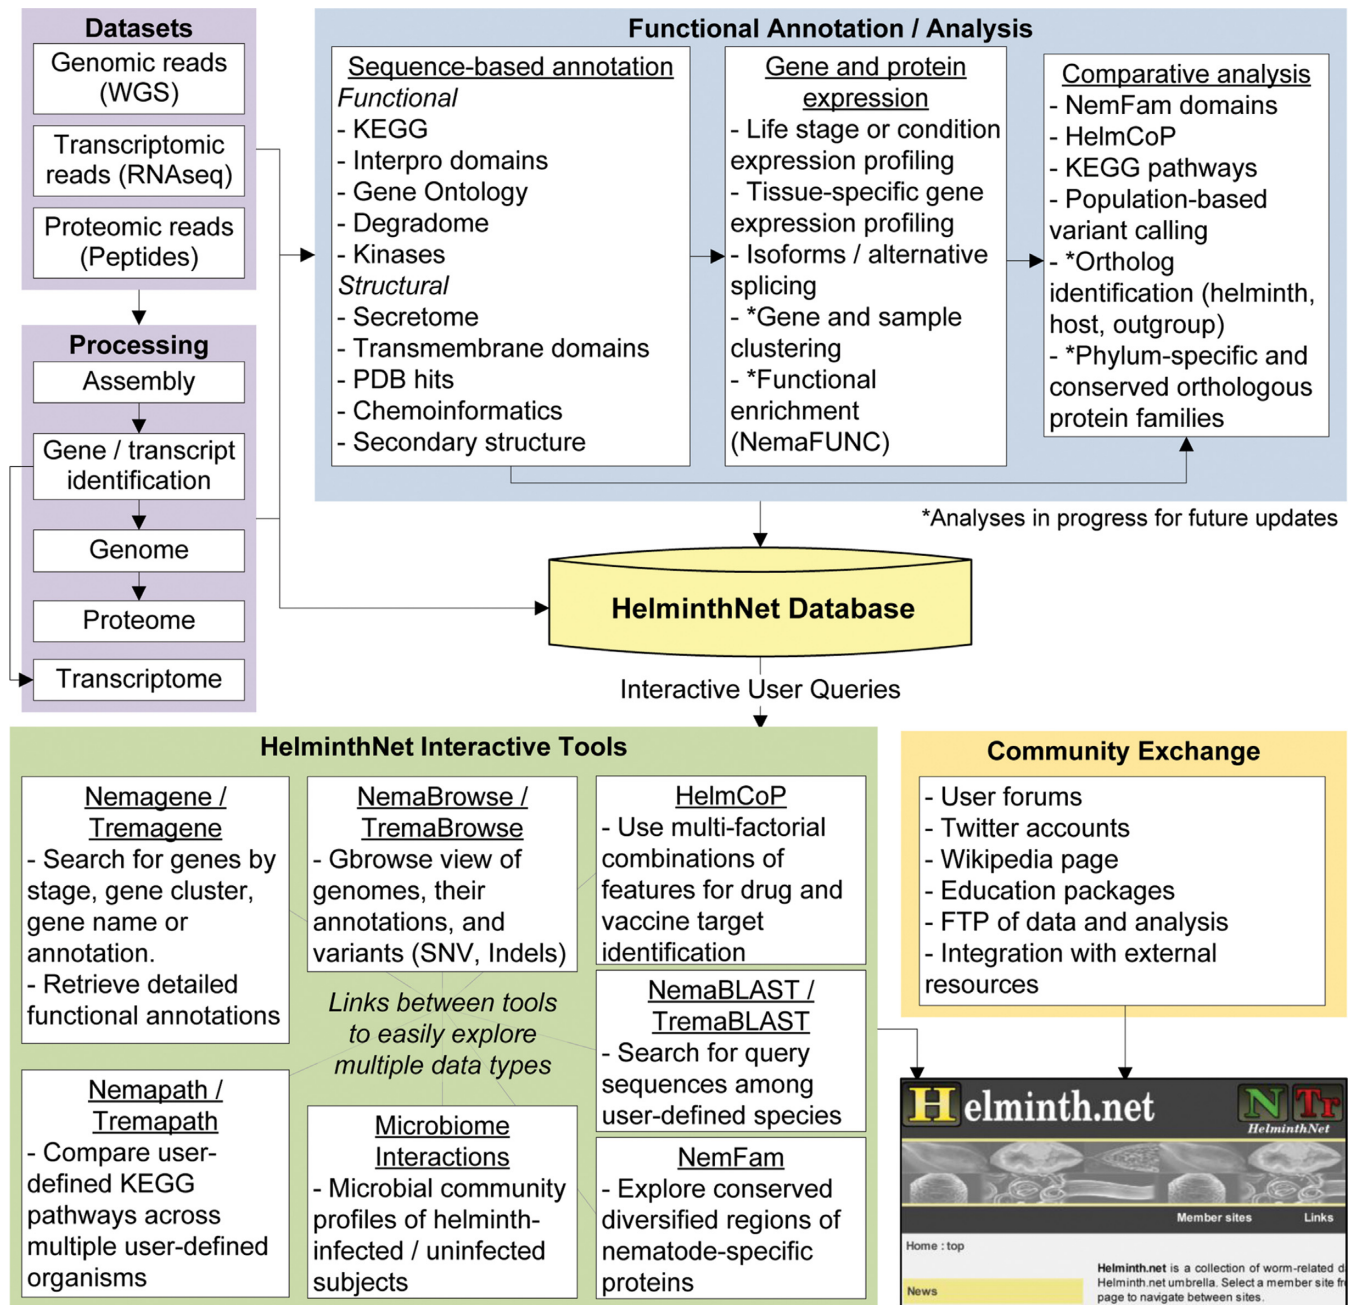 Datasets
Genomic reads
(WGS)
Transcriptomic
reads (RNAseq)
Proteomic reads
(Peptides)
Processing
Assembly
Gene / transcript
identification
Genome
Proteome
Transcriptome
Functional Annotation / Analysis
Sequence-based annotation
Functional
- KEGG
- Interpro domains
- Gene Ontology
- Degradome
- Kinases
Structural
- Secretome
- Transmembrane domains
- PDB hits
- Chemoinformatics
- Secondary structure
Gene and protein
expression
- Life stage or condition
expression profiling
- Tissue-specific gene
expression profiling
- Isoforms / alternative
splicing
- *Gene and sample
clustering
- *Functional
enrichment
(NemaFUNC)
Comparative analysis
- NemFam domains
- HelmCoP
- KEGG pathways
- Population-based
variant calling
- *Ortholog
identification (helminth,
host, outgroup)
- *Phylum-specific and
conserved orthologous
protein families
*Analyses in progress for future updates
HelminthNet Database
Interactive User Queries
HelminthNet Interactive Tools
Nemagene /
Tremagene
- Search for genes by
stage, gene cluster,
gene name or
annotation.
- Retrieve detailed
functional annotations
NemaBrowse /
TremaBrowse
- Gbrowse view of
genomes, their
annotations, and
variants (SNV, Indels)
HelmCoP
- Use multi-factorial
combinations of
features for drug and
vaccine target
identification
Links between tools
to easily explore
multiple data types
NemaBLAST /
TremaBLAST
- Search for query
sequences among
user-defined species
Nemapath /
Tremapath
- Compare user-
defined KEGG
pathways across
multiple user-defined
organisms
Microbiome
Interactions
- Microbial community
profiles of helminth-
infected / uninfected
subjects
NemFam
- Explore conserved
diversified regions of
nematode-specific
proteins
Community Exchange
- User forums
- Twitter accounts
- Wikipedia page
- Education packages
- FTP of data and analysis
- Integration with external
resources
Helminth.net
N Tr
HelminthNet
Member sites Links
Home : top
News
Helminth.net is a collection of worm-related
Helminth.net umbrella. Select a member site
page to navigate between sites.